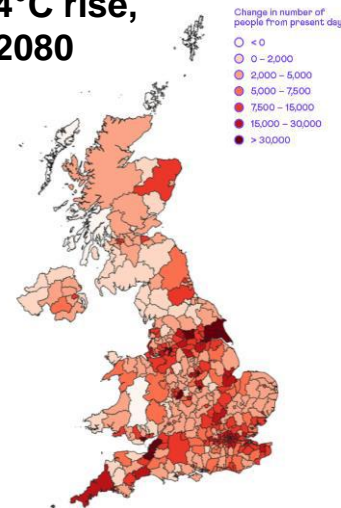 4°C rise,
2080
Change in number of
people from present day
< 0
0 – 2,000
2,000 – 5,000
5,000 – 7,500
7,500 – 15,000
15,000 – 30,000
> 30,000